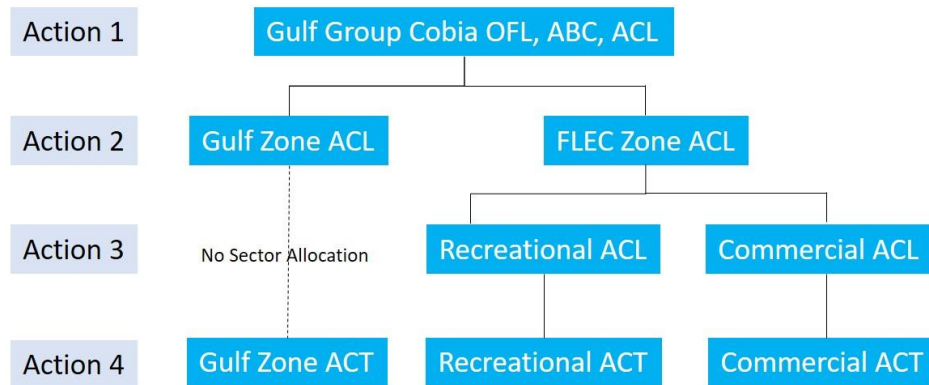 Action 1
Gulf Group Cobia OFL, ABC, ACL
Action 2
Gulf Zone ACL
FLEC Zone ACL
Action 3
No Sector Allocation
Recreational ACL
Commercial ACL
Action 4
Gulf Zone ACT
Recreational ACT
Commercial ACT